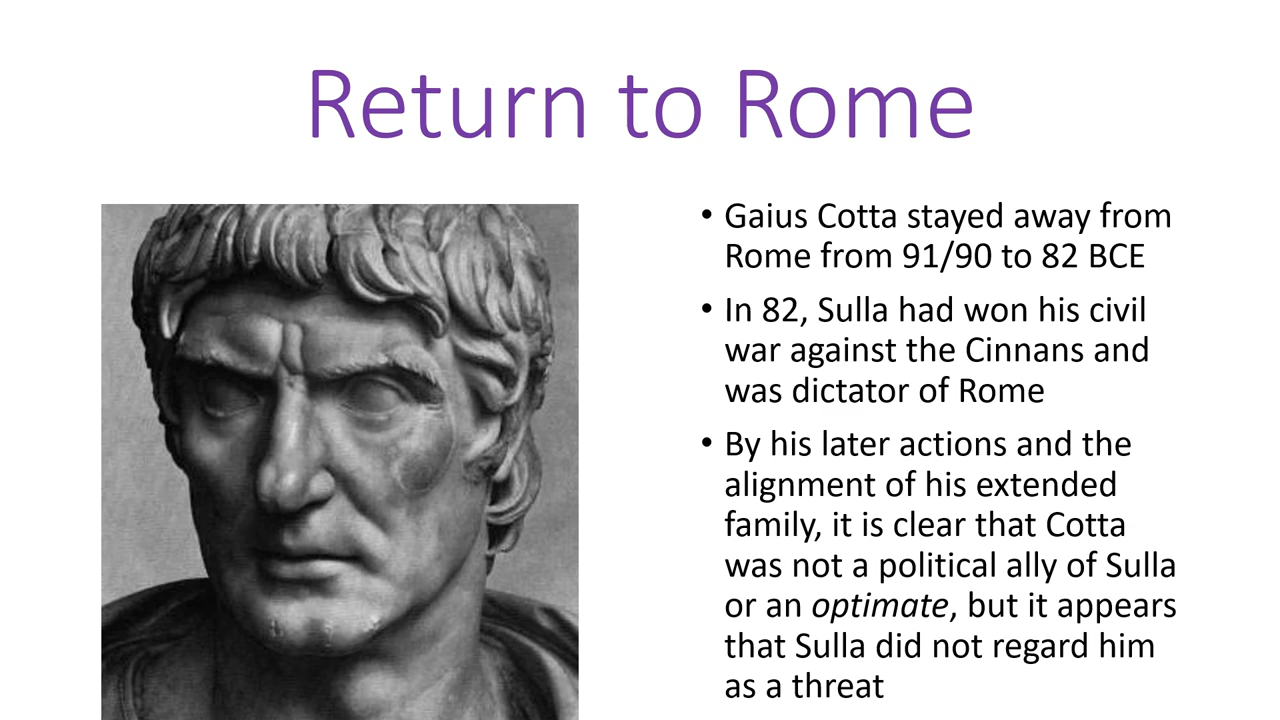 Return to Rome
• Gaius Cotta stayed away from
Rome from 91/90 to 82 BCE
• In 82, Sulla had won his civil
war against the Cinnans and
was dictator of Rome
• By his later actions and the
alignment of his extended
family, it is clear that Cotta
was not a political ally of Sulla
or an optimate, but it appears
that Sulla did not regard him
as a threat